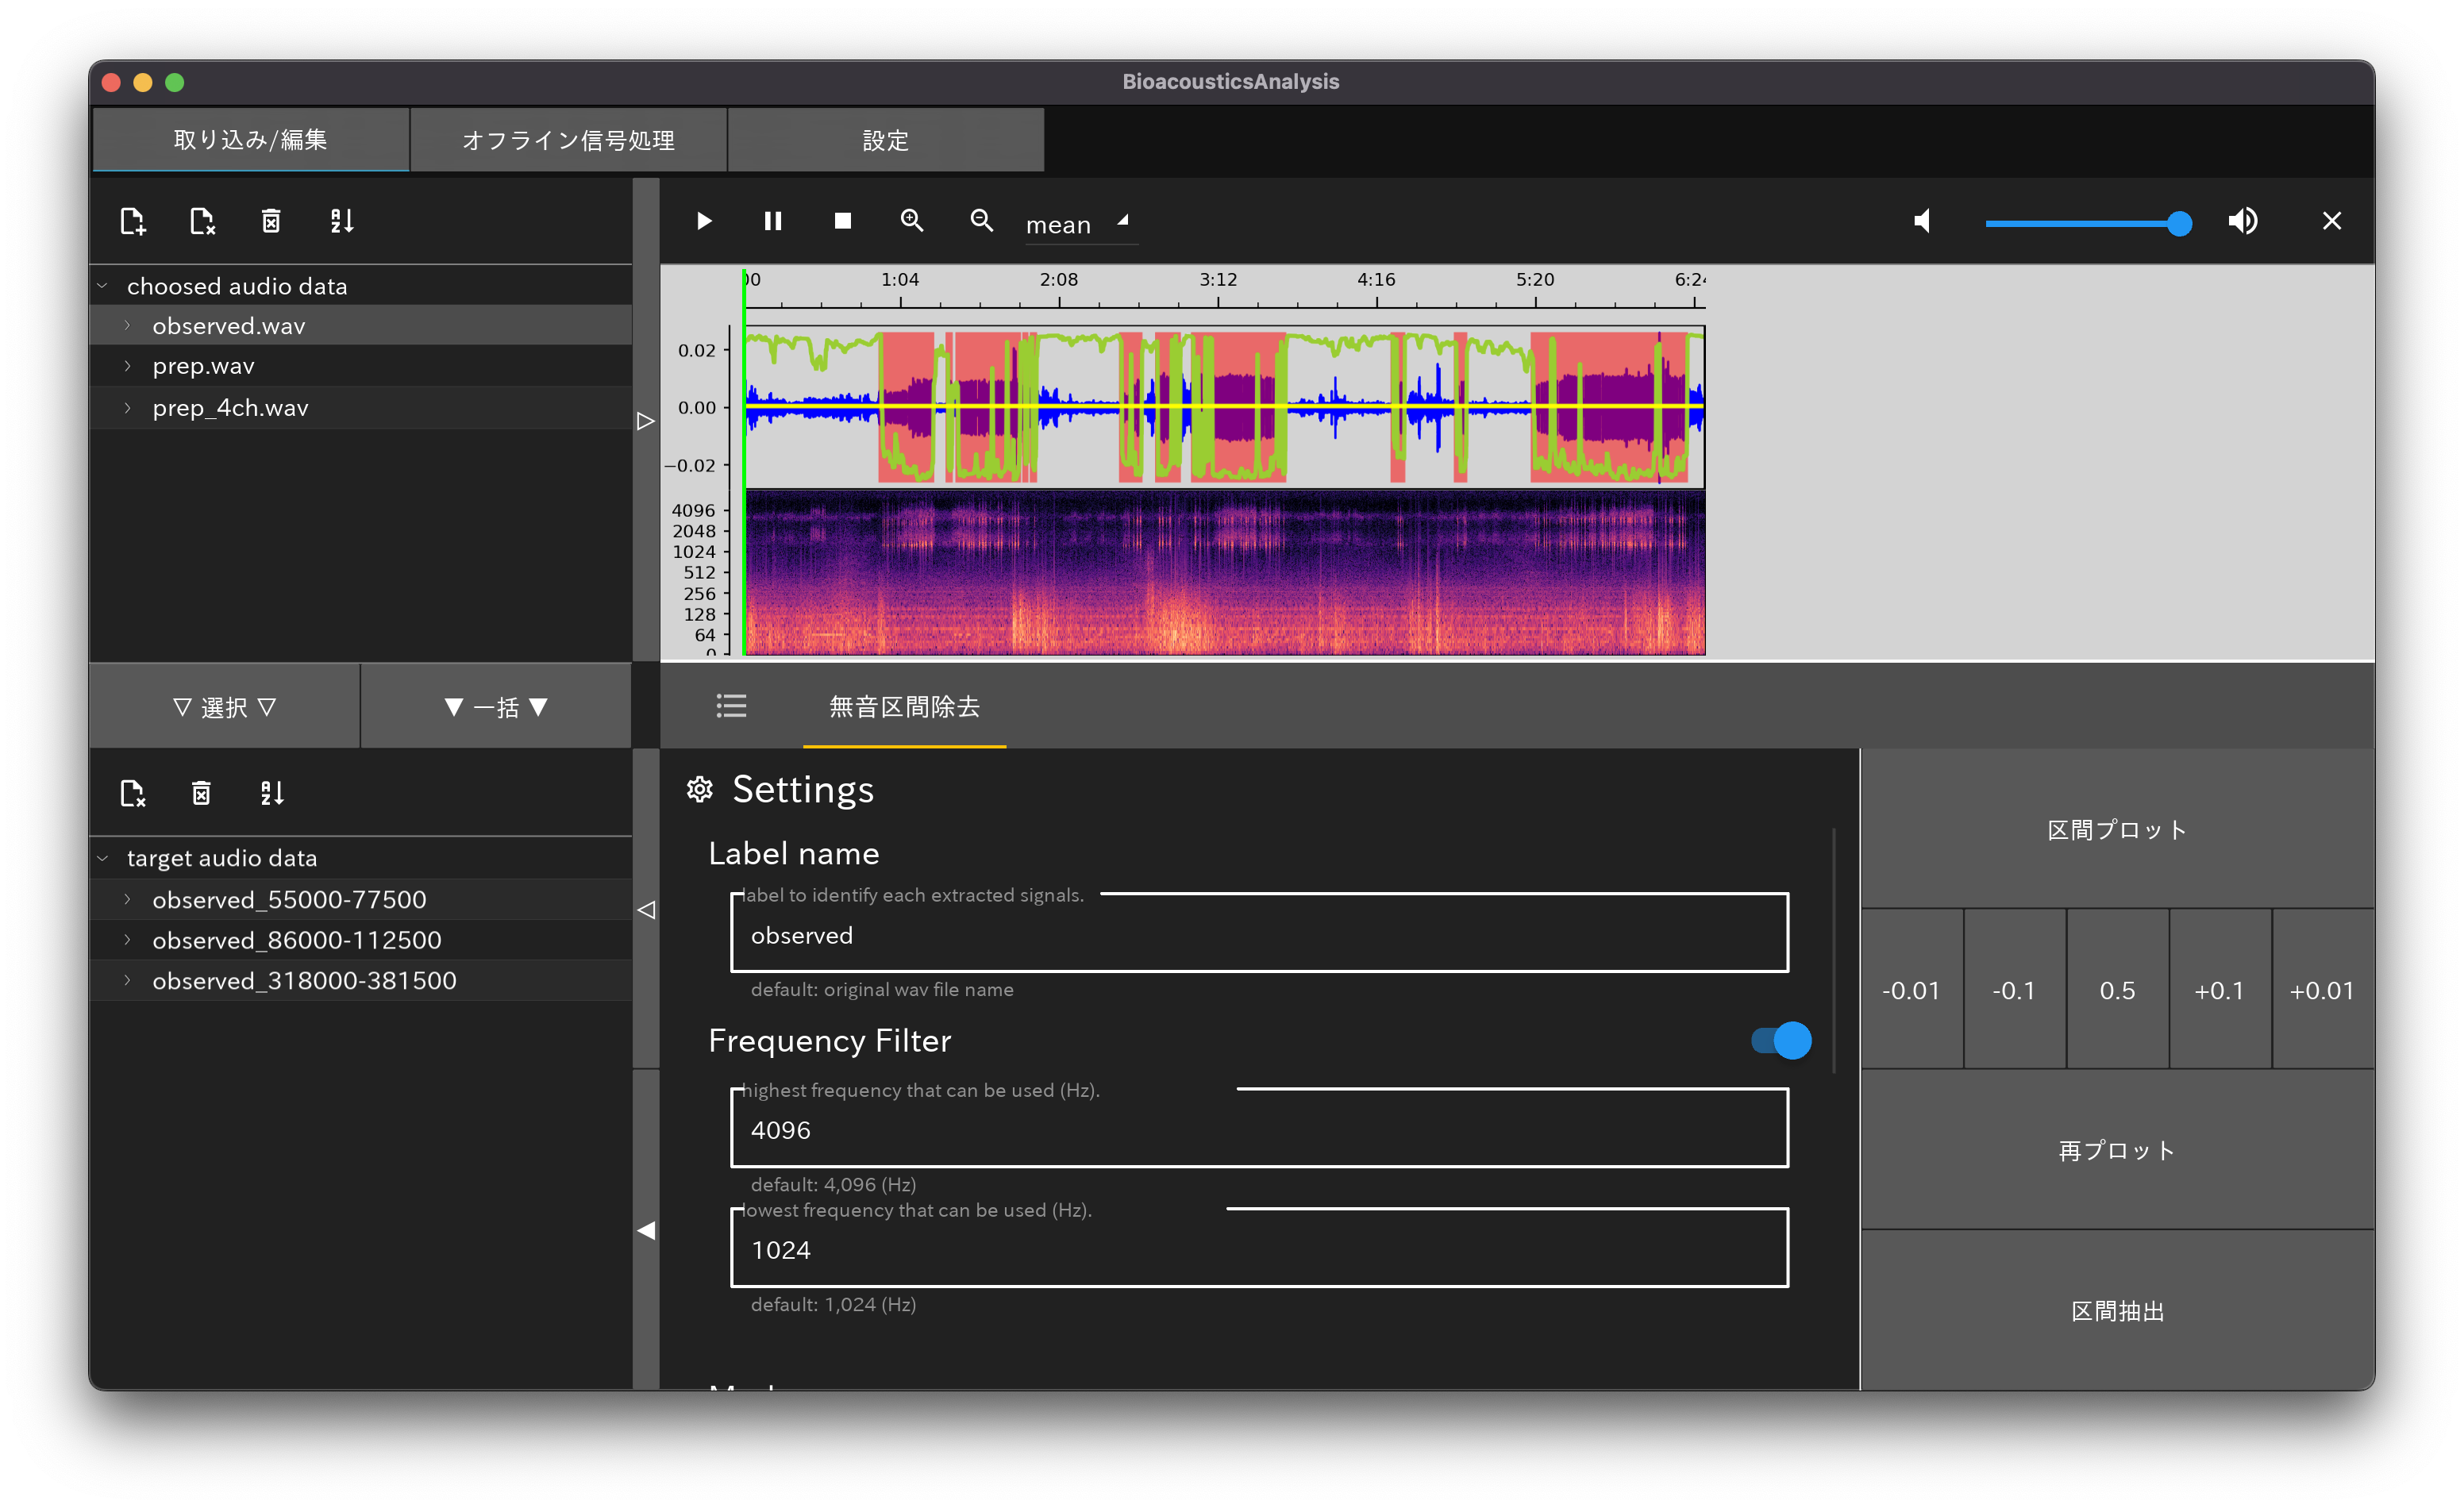 BioacousticsAnalysis
取り込み/編集
オフライン信号処理
設定
choosed audio data
observed.wav
prep.wav
prep_4ch.wav
mean
1:04 2:08 3:12 4:16 5:20
0.02
0.00
−0.02
4096
2048
1024
512
256
128
64
0
▽ 選択 ▽
▼ 一括 ▼
target audio data
observed_55000-77500
observed_86000-112500
observed_318000-381500
無音区間除去
Settings
Label name
label to identify each extracted signals.
observed
default: original wav file name
Frequency Filter
highest frequency that can be used (Hz).
4096
default: 4,096 (Hz)
lowest frequency that can be used (Hz).
1024
default: 1,024 (Hz)
区間プロット
-0.01 -0.1 0.5 +0.1 +0.01
再プロット
区間抽出